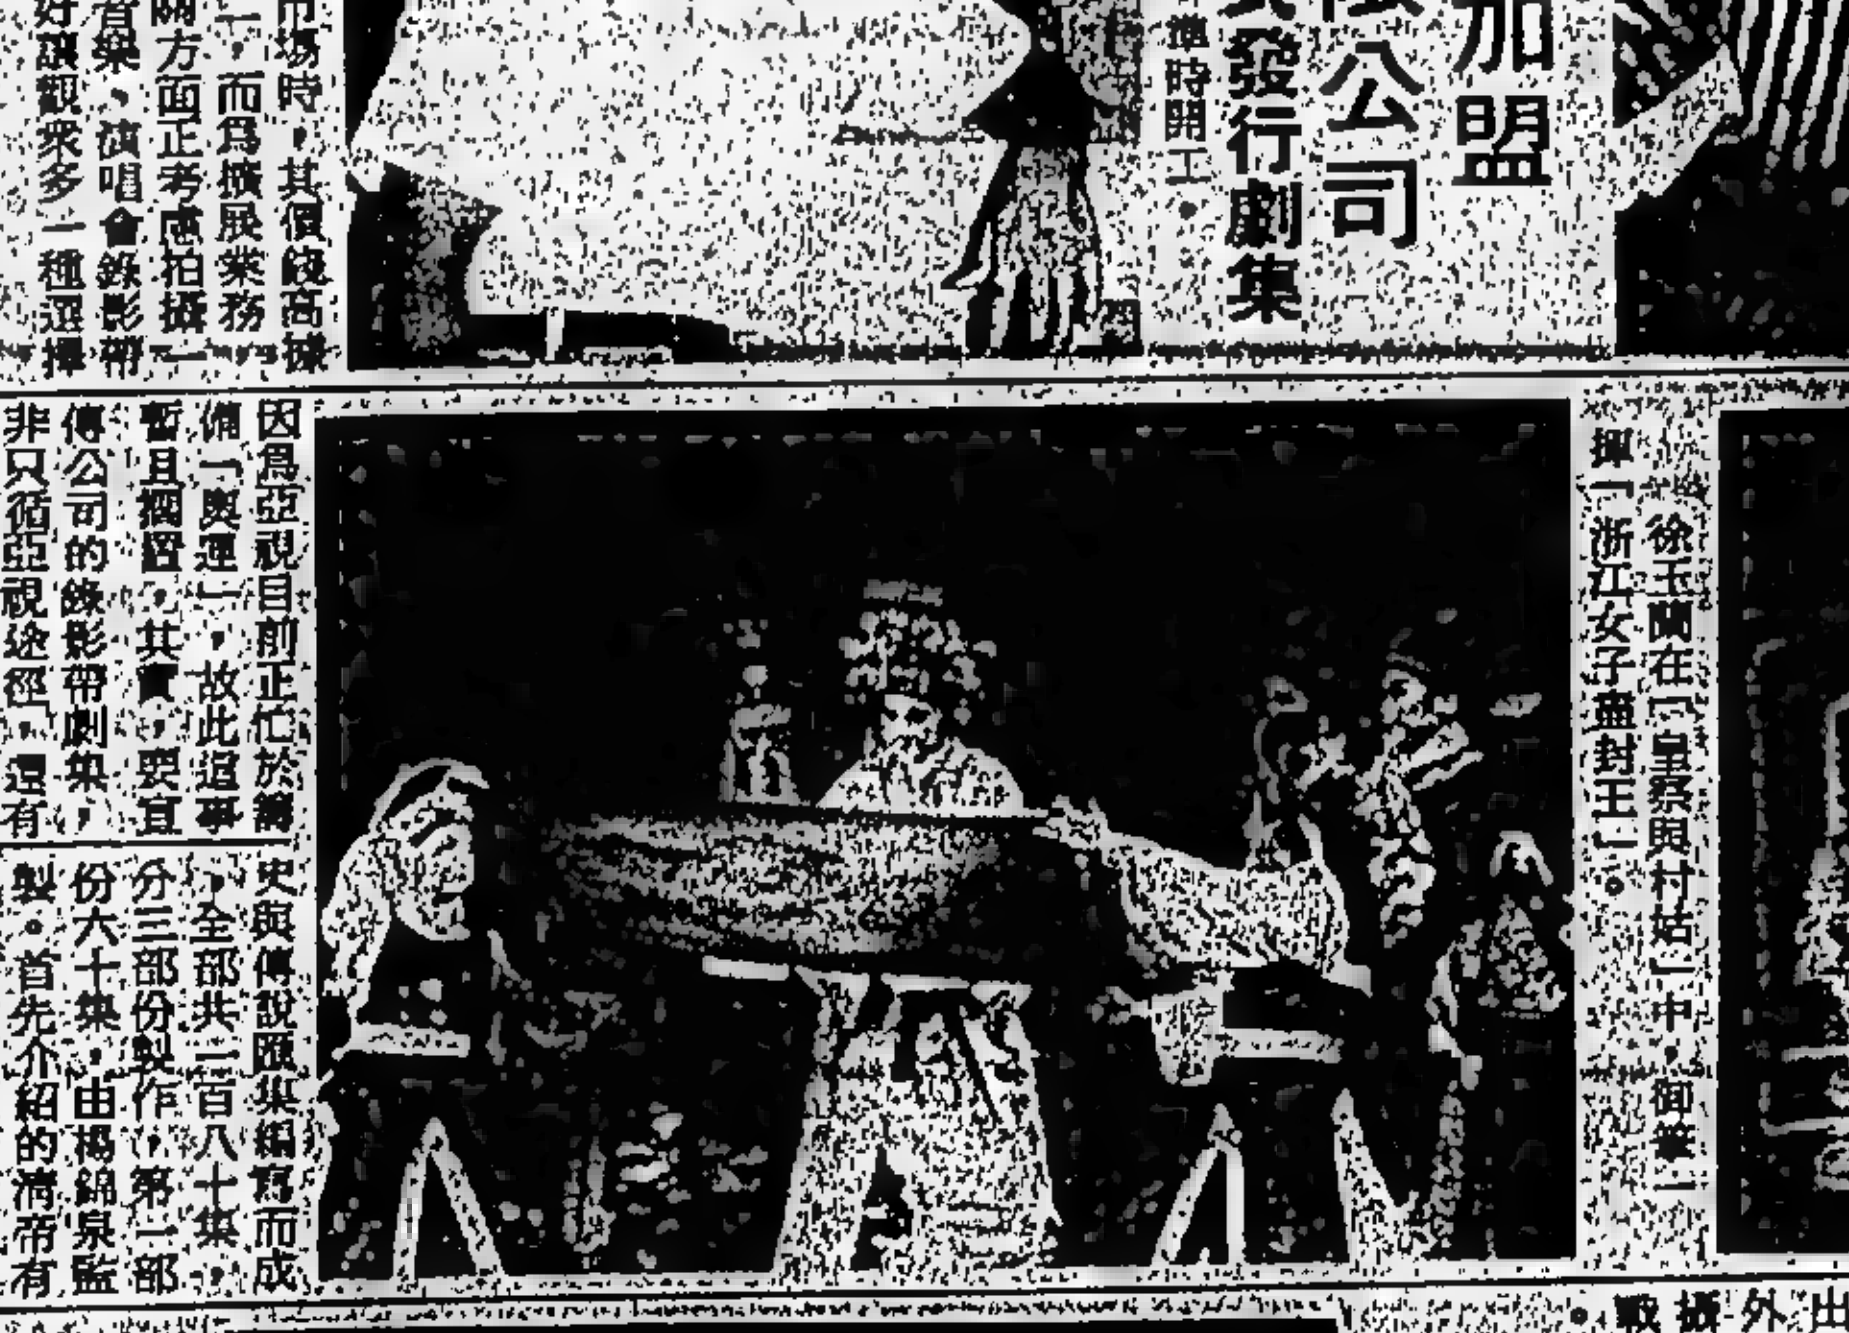 加盟
公司
發行劇集
準時開工。
市場時，其價錢高據
一，而爲擴展業務，
關方面正考慮拍攝一
音樂、演唱會錄影帶
好讓觀衆多一種選擇
徐玉蘭在「皇帝與村姑」中，御筆一
揮「浙江女子盡封王」。
因爲亞視目前正忙於籌
備「奧運」，故此這事
暫且擱置，其實，要宣
傳公司的錄影帶劇集，
非只循亞視途徑，還有
史與傳說匯集編寫而成
，全部共一百八十集，
分三部份製作，第一部
份六十集，由楊錦泉監
製。首先介紹的清帝有
出外攝戰。